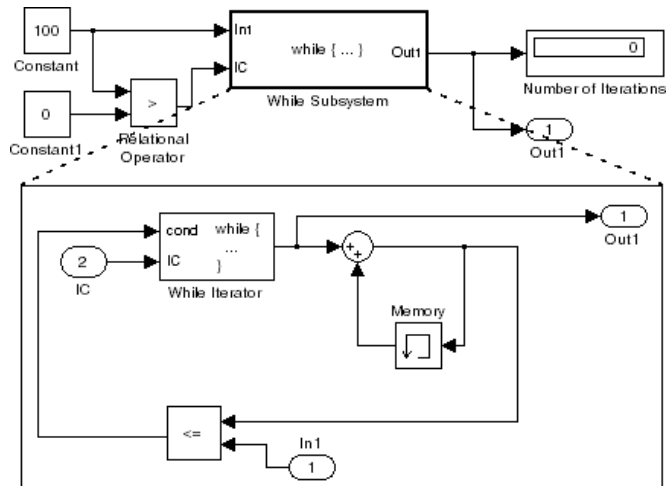 100
Constant
In1
IC
while { ... }
Out1
While Subsystem
0
Number of Iterations
>
Relational
Operator
0
Constant1
1
Out1
cond
IC
while {
...
}
While Iterator
2
IC
+
+
Memory
1
Out1
<=
In1
1